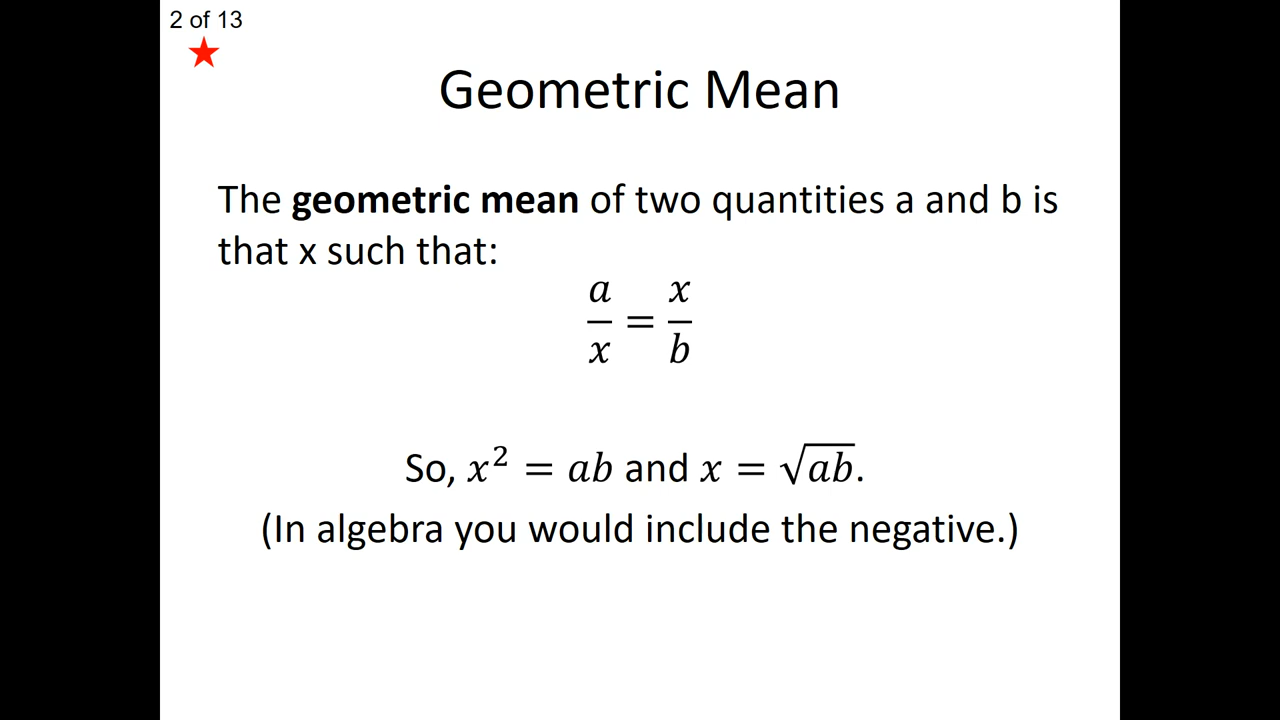 2 of 13
Geometric Mean
The geometric mean of two quantities a and b is
that x such that:
a/x = x/b
So, x² = ab and x = √ab.
(In algebra you would include the negative.)